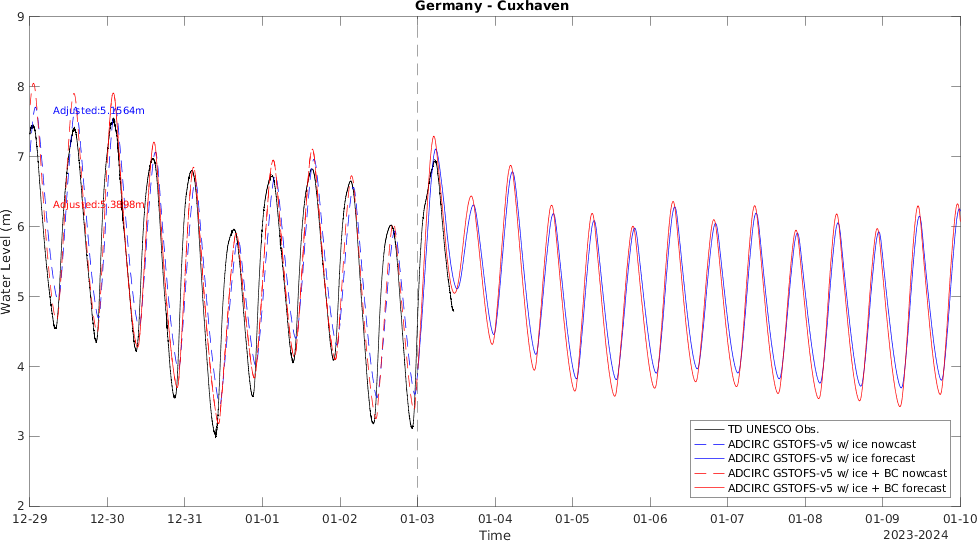 Germany - Cuxhaven
9
8
7
6
5
4
3
2
Water Level (m)
Adjusted:5.1564m
Adjusted:5.3898m
TD UNESCO Obs.
ADCIRC GSTOFS-v5 w/ ice nowcast
ADCIRC GSTOFS-v5 w/ ice forecast
ADCIRC GSTOFS-v5 w/ ice + BC nowcast
ADCIRC GSTOFS-v5 w/ ice + BC forecast
12-29 12-30 12-31 01-01 01-02 01-03 01-04 01-05 01-06 01-07 01-08 01-09 01-10
Time
2023-2024